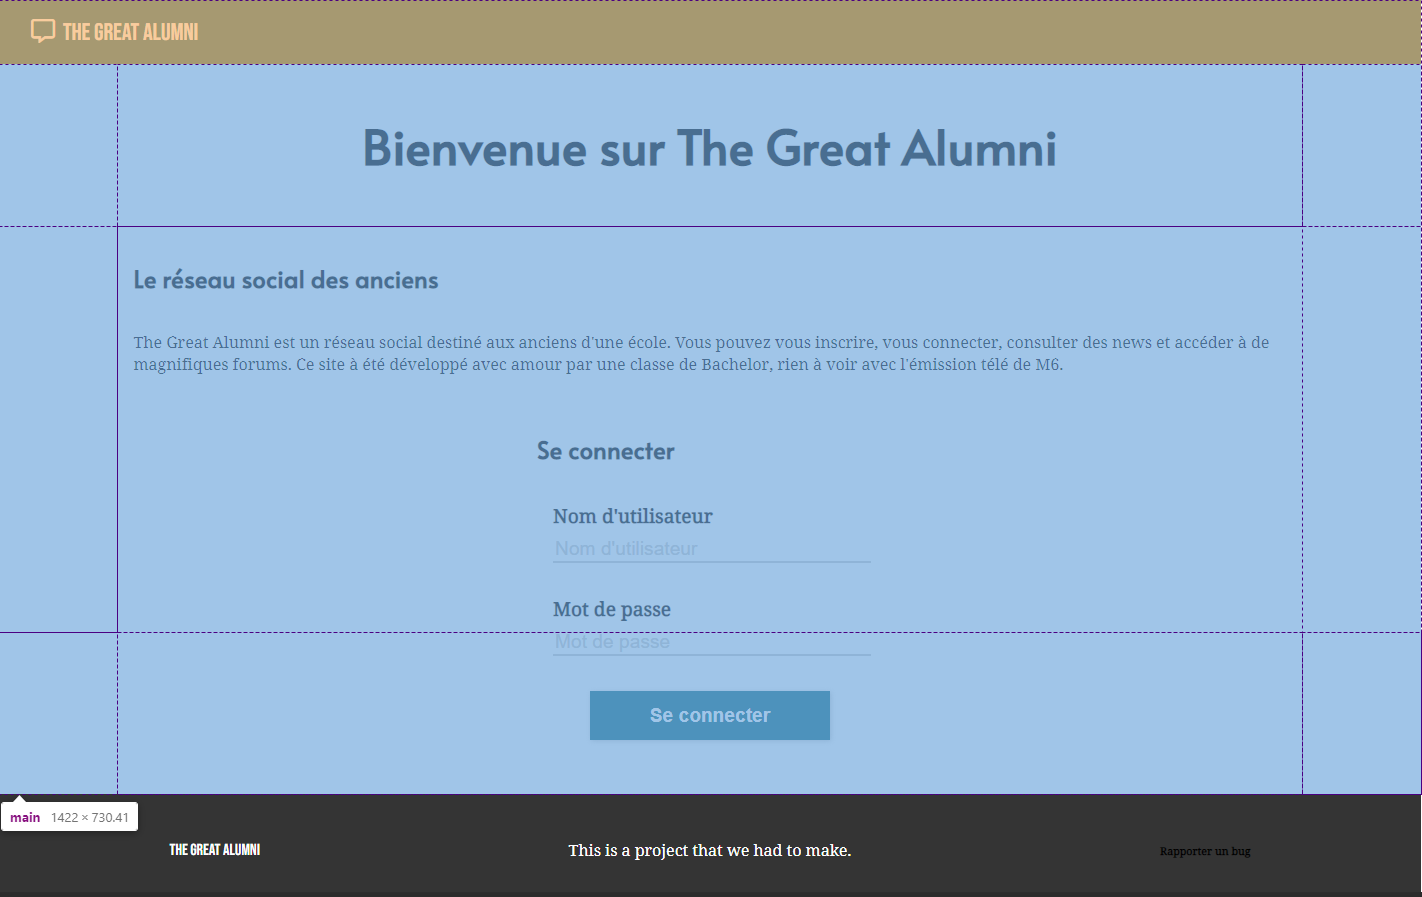 THE GREAT ALUMNI
Bienvenue sur The Great Alumni
Le réseau social des anciens
The Great Alumni est un réseau social destiné aux anciens d'une école. Vous pouvez vous inscrire, vous connecter, consulter des news et accéder à de
magnifiques forums. Ce site à été développé avec amour par une classe de Bachelor, rien à voir avec l'émission télé de M6.
Se connecter
Nom d'utilisateur
Nom d'utilisateur
Mot de passe
Mot de passe
Se connecter
main 1422 × 730.41
THE GREAT ALUMNI
This is a project that we had to make.
Rapporter un bug